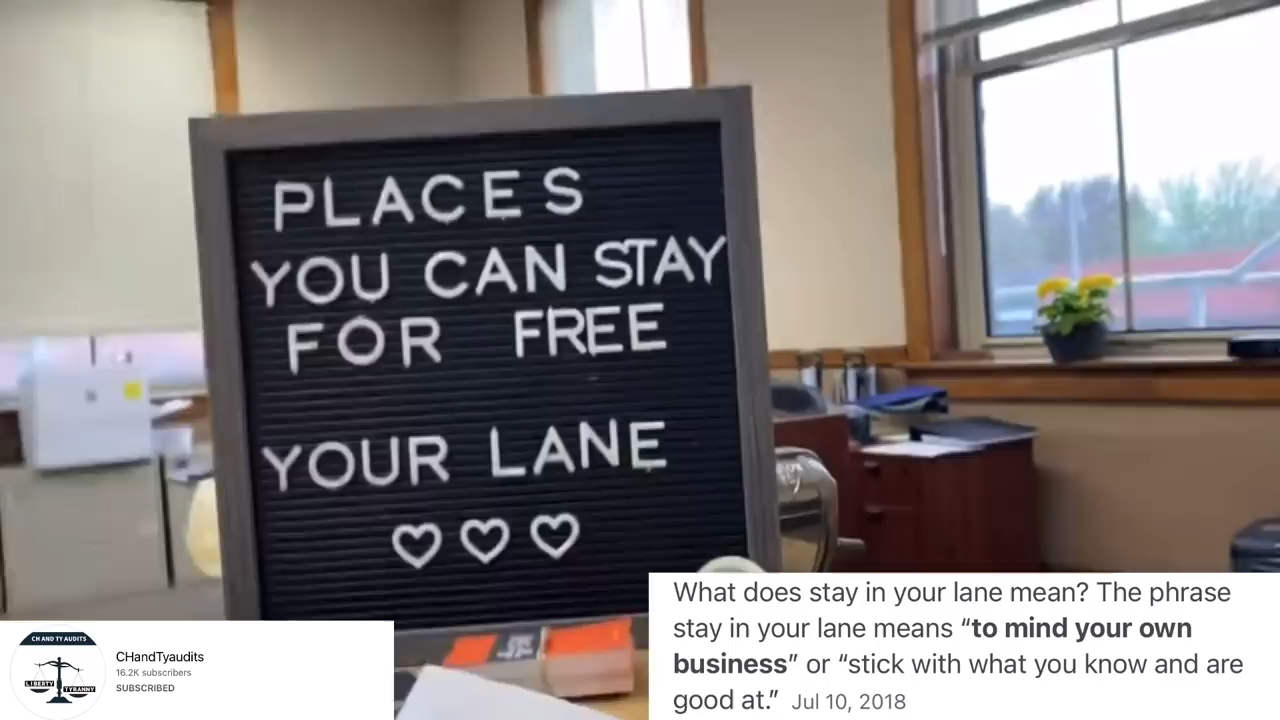 PLACES
YOU CAN STAY
FOR FREE
YOUR LANE
CH AND TY AUDITS
LIBERTY
TYRANNY
CHandTyaudits
16.2K subscribers
SUBSCRIBED
What does stay in your lane mean? The phrase
stay in your lane means “to mind your own
business” or “stick with what you know and are
good at.” Jul 10, 2018